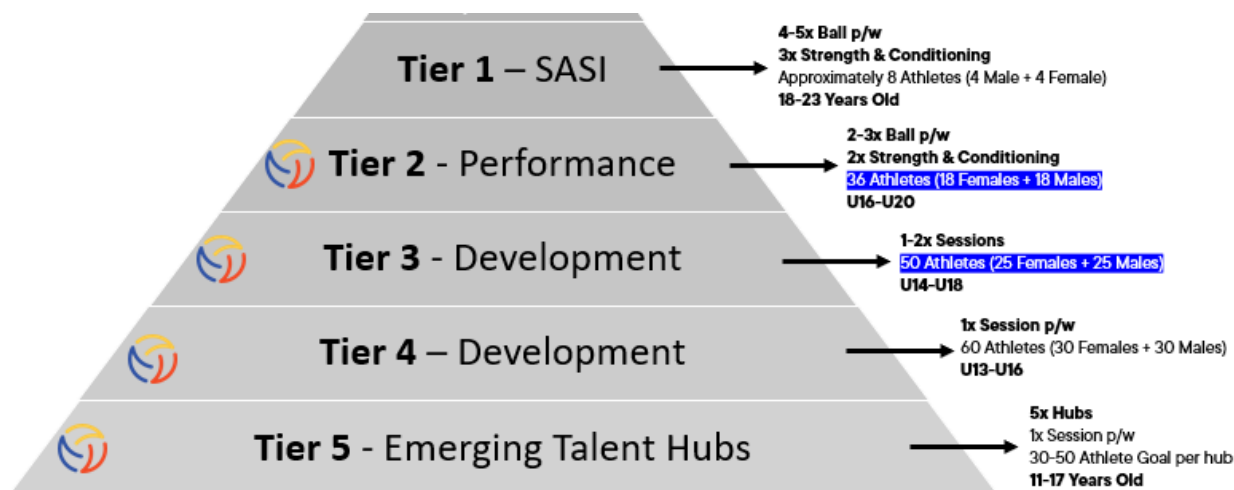 Tier 1 – SASI
4-5x Ball p/w
3x Strength & Conditioning
Approximately 8 Athletes (4 Male + 4 Female)
18-23 Years Old
Tier 2 - Performance
2-3x Ball p/w
2x Strength & Conditioning
36 Athletes (18 Females + 18 Males)
U16-U20
Tier 3 - Development
1-2x Sessions
50 Athletes (25 Females + 25 Males)
U14-U18
Tier 4 – Development
1x Session p/w
60 Athletes (30 Females + 30 Males)
U13-U16
Tier 5 - Emerging Talent Hubs
5x Hubs
1x Session p/w
30-50 Athlete Goal per hub
11-17 Years Old